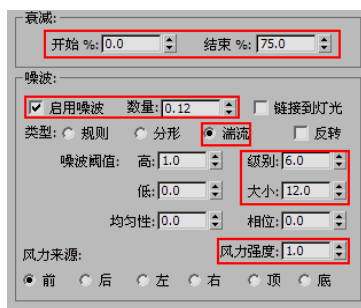 衰减:
开始 %: 0.0 结束 %: 75.0
噪波:
启用噪波 数量: 0.12 链接到灯光
类型: 规则 分形 湍流 反转
噪波阈值: 高: 1.0 级别: 6.0
低: 0.0 大小: 12.0
均匀性: 0.0 相位: 0.0
风力来源: 风力强度: 1.0
前 后 左 右 顶 底